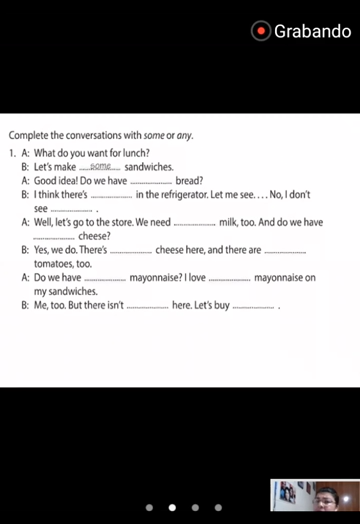 Grabando
Complete the conversations with some or any.
1. A: What do you want for lunch?
B: Let's make ....some.... sandwiches.
A: Good idea! Do we have .................... bread?
B: I think there's .................... in the refrigerator. Let me see. . . . No, I don't
see .................... .
A: Well, let's go to the store. We need .................... milk, too. And do we have
.................... cheese?
B: Yes, we do. There's .................... cheese here, and there are ....................
tomatoes, too.
A: Do we have .................... mayonnaise? I love .................... mayonnaise on
my sandwiches.
B: Me, too. But there isn't .................... here. Let's buy .................... .